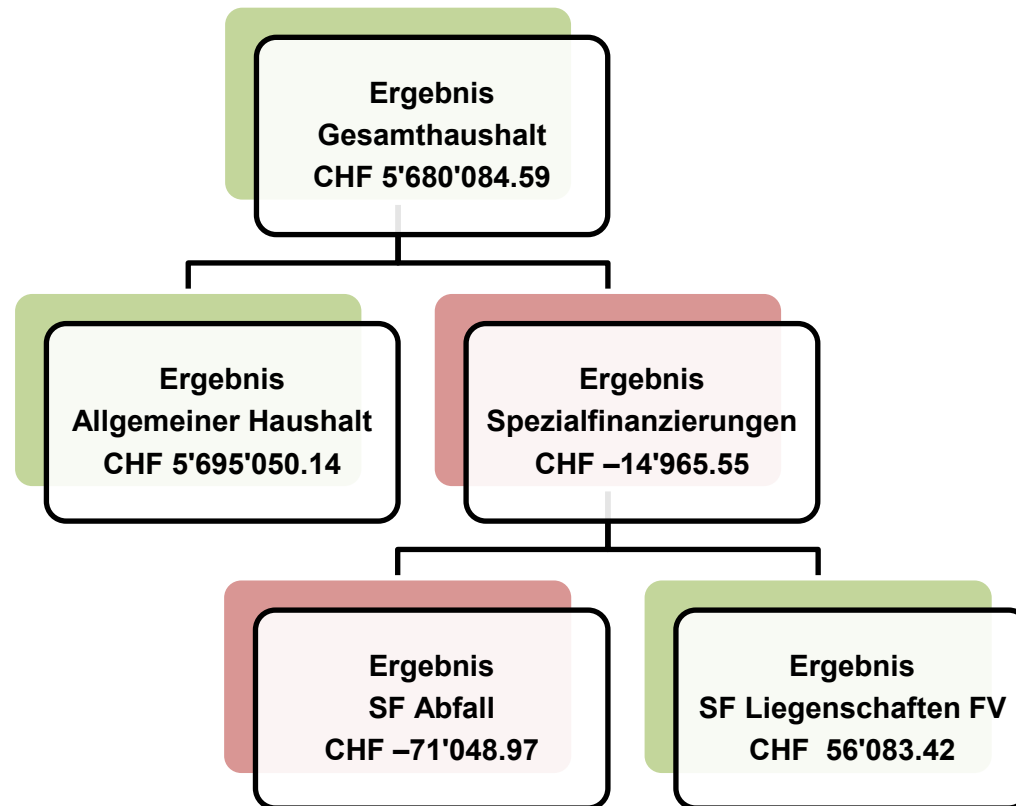 Ergebnis
Gesamthaushalt
CHF 5'680'084.59
Ergebnis
Allgemeiner Haushalt
CHF 5'695'050.14
Ergebnis
Spezialfinanzierungen
CHF –14'965.55
Ergebnis
SF Abfall
CHF –71'048.97
Ergebnis
SF Liegenschaften FV
CHF  56'083.42